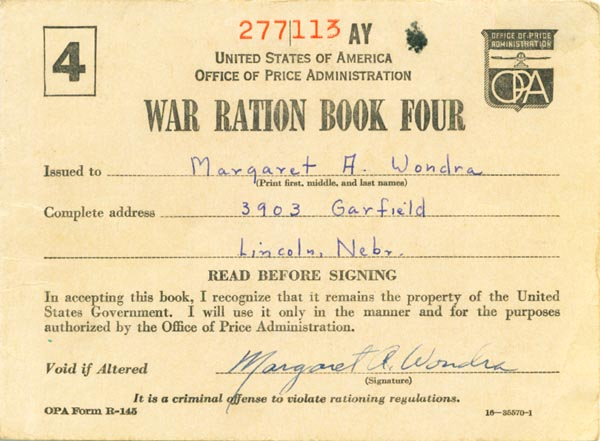 4
277113 AY
OFFICE OF PRICE
ADMINISTRATION
OPA
UNITED STATES OF AMERICA
OFFICE OF PRICE ADMINISTRATION
WAR RATION BOOK FOUR
Issued to Margaret A. Wondra
(Print first, middle, and last names)
Complete address 3903 Garfield
Lincoln, Nebr.
READ BEFORE SIGNING
In accepting this book, I recognize that it remains the property of the United
States Government. I will use it only in the manner and for the purposes
authorized by the Office of Price Administration.
Void if Altered Margaret A. Wondra
(Signature)
It is a criminal offense to violate rationing regulations.
OPA Form R-145 16—35570-1